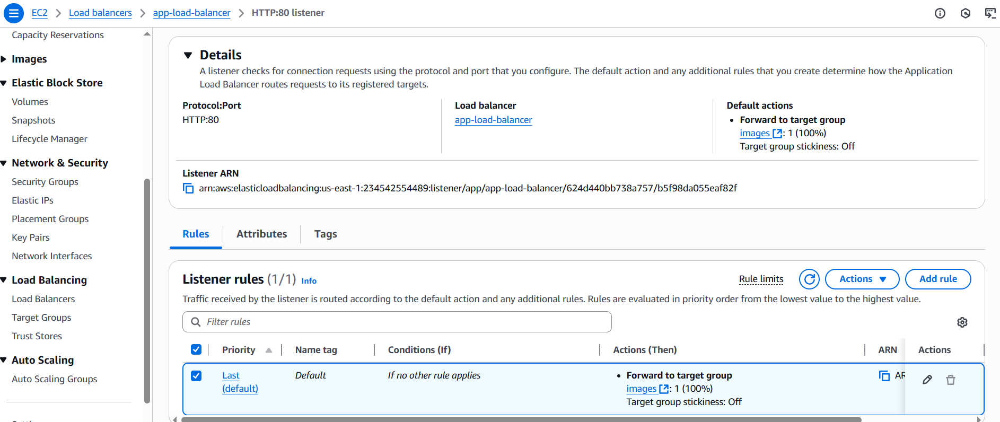 EC2 > Load balancers > app-load-balancer > HTTP:80 listener
Capacity Reservations
Images
Elastic Block Store
Volumes
Snapshots
Lifecycle Manager
Network & Security
Security Groups
Elastic IPs
Placement Groups
Key Pairs
Network Interfaces
Load Balancing
Load Balancers
Target Groups
Trust Stores
Auto Scaling
Auto Scaling Groups
Details
A listener checks for connection requests using the protocol and port that you configure. The default action and any additional rules that you create determine how the Application
Load Balancer routes requests to its registered targets.
Protocol:Port
HTTP:80
Load balancer
app-load-balancer
Default actions
• Forward to target group
images : 1 (100%)
Target group stickiness: Off
Listener ARN
arn:aws:elasticloadbalancing:us-east-1:234542554489:listener/app/app-load-balancer/624d440bb738a757/b5f98da055eaf82f
Rules Attributes Tags
Listener rules (1/1) Info
Rule limits Actions Add rule
Traffic received by the listener is routed according to the default action and any additional rules. Rules are evaluated in priority order from the lowest value to the highest value.
Filter rules
Priority Name tag Conditions (If) Actions (Then) ARN Actions
Last
(default)
Default
If no other rule applies
• Forward to target group
images : 1 (100%)
Target group stickiness: Off